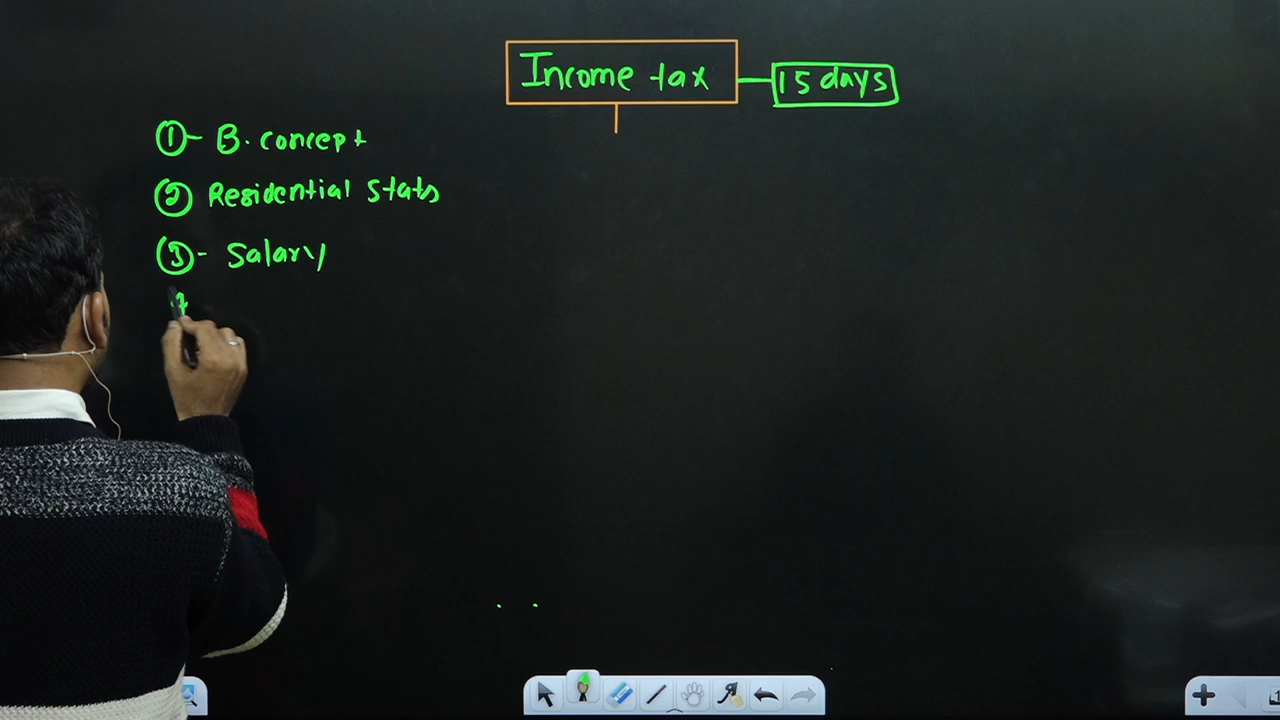 Income tax 15 days
① - B. concept
② Residential Stats
③ - Salary